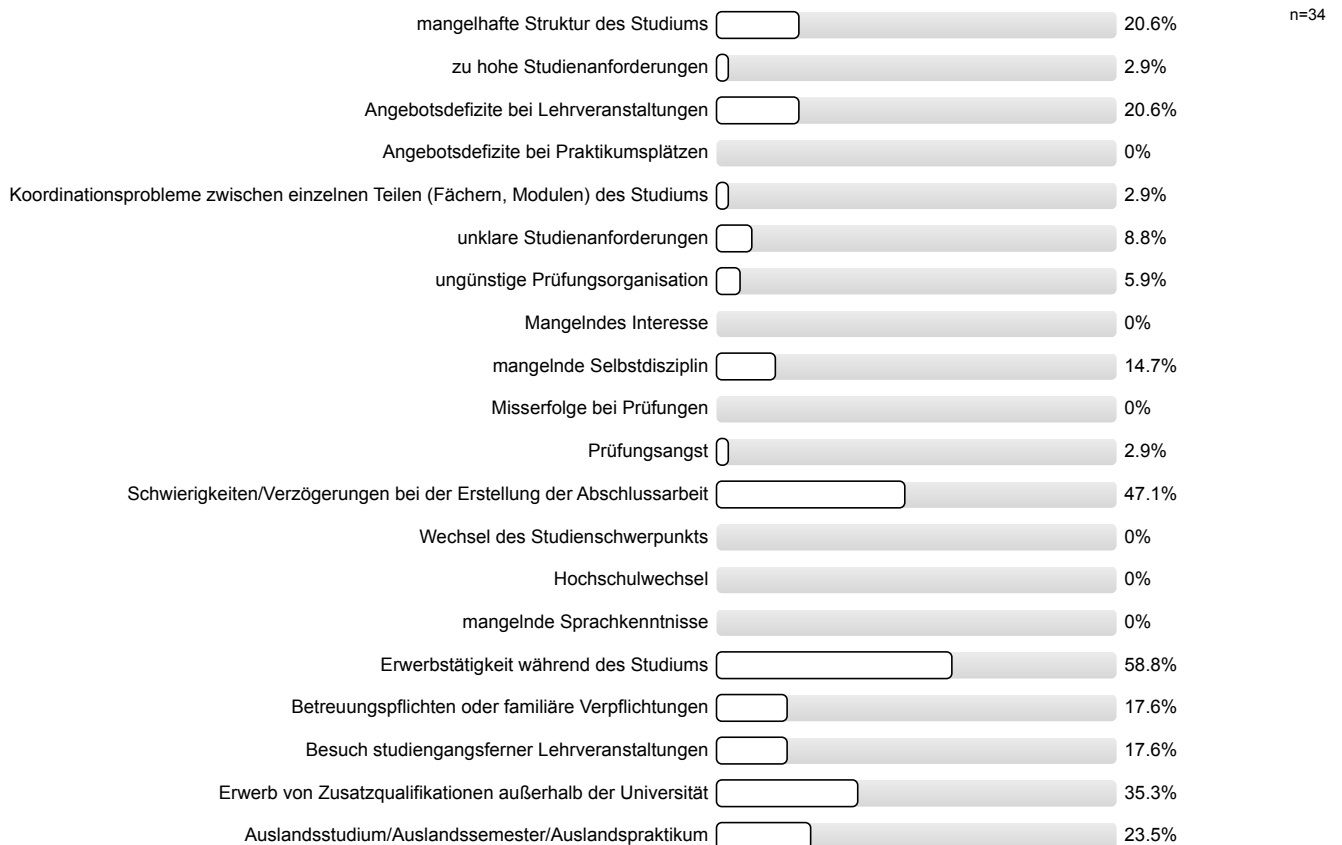 mangelhafte Struktur des Studiums 20.6% n=34
zu hohe Studienanforderungen 2.9%
Angebotsdefizite bei Lehrveranstaltungen 20.6%
Angebotsdefizite bei Praktikumsplätzen 0%
Koordinationsprobleme zwischen einzelnen Teilen (Fächern, Modulen) des Studiums 2.9%
unklare Studienanforderungen 8.8%
ungünstige Prüfungsorganisation 5.9%
Mangelndes Interesse 0%
mangelnde Selbstdisziplin 14.7%
Misserfolge bei Prüfungen 0%
Prüfungsangst 2.9%
Schwierigkeiten/Verzögerungen bei der Erstellung der Abschlussarbeit 47.1%
Wechsel des Studienschwerpunkts 0%
Hochschulwechsel 0%
mangelnde Sprachkenntnisse 0%
Erwerbstätigkeit während des Studiums 58.8%
Betreuungspflichten oder familiäre Verpflichtungen 17.6%
Besuch studiengangsferner Lehrveranstaltungen 17.6%
Erwerb von Zusatzqualifikationen außerhalb der Universität 35.3%
Auslandsstudium/Auslandssemester/Auslandspraktikum 23.5%